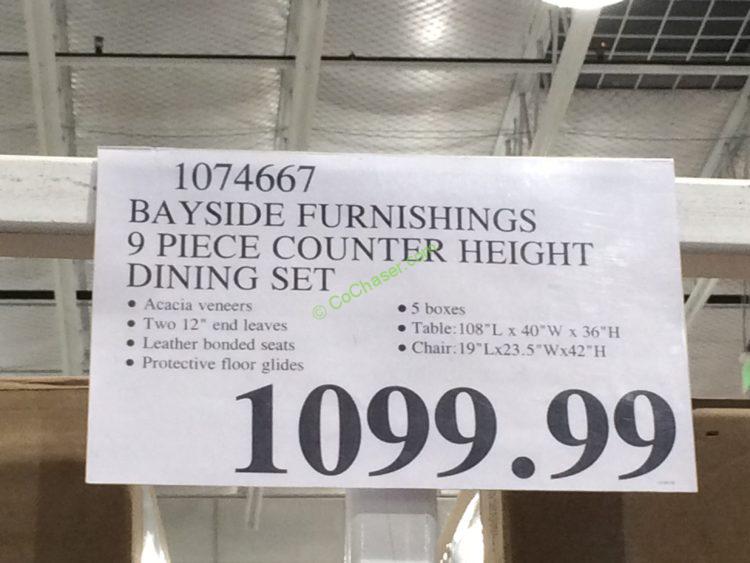 1074667
BAYSIDE FURNISHINGS
9 PIECE COUNTER HEIGHT
DINING SET
• Acacia veneers
• Two 12" end leaves
• Leather bonded seats
• Protective floor glides
• 5 boxes
• Table:108"L x 40"W x 36"H
• Chair:19"Lx23.5"Wx42"H
1099.99
© CoChaser.com